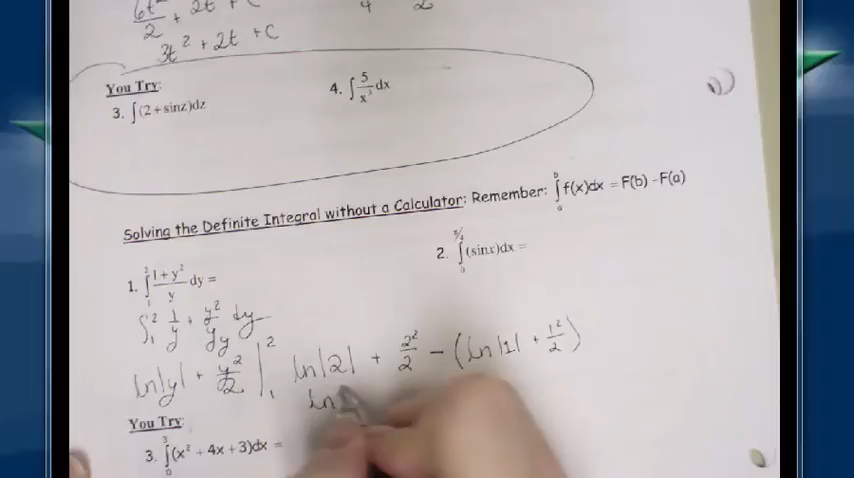 6t² / 2 + 2t + C
4 2
3t² + 2t + C
You Try:
3. ∫(2 + sinz)dz
4. ∫ 5/x³ dx
Solving the Definite Integral without a Calculator: Remember: ∫ₐᵇ f(x)dx = F(b) - F(a)
1. ∫₁² (1 + y²)/y dy =
2. (sinx)dx =
∫₁² 1/y + y²/y dy
ln|y| + y²/2 |₁² ln|2| + 2²/2 - (ln|1| + 1²/2)
ln
You Try:
3. ∫₀³ (x² + 4x + 3)dx =